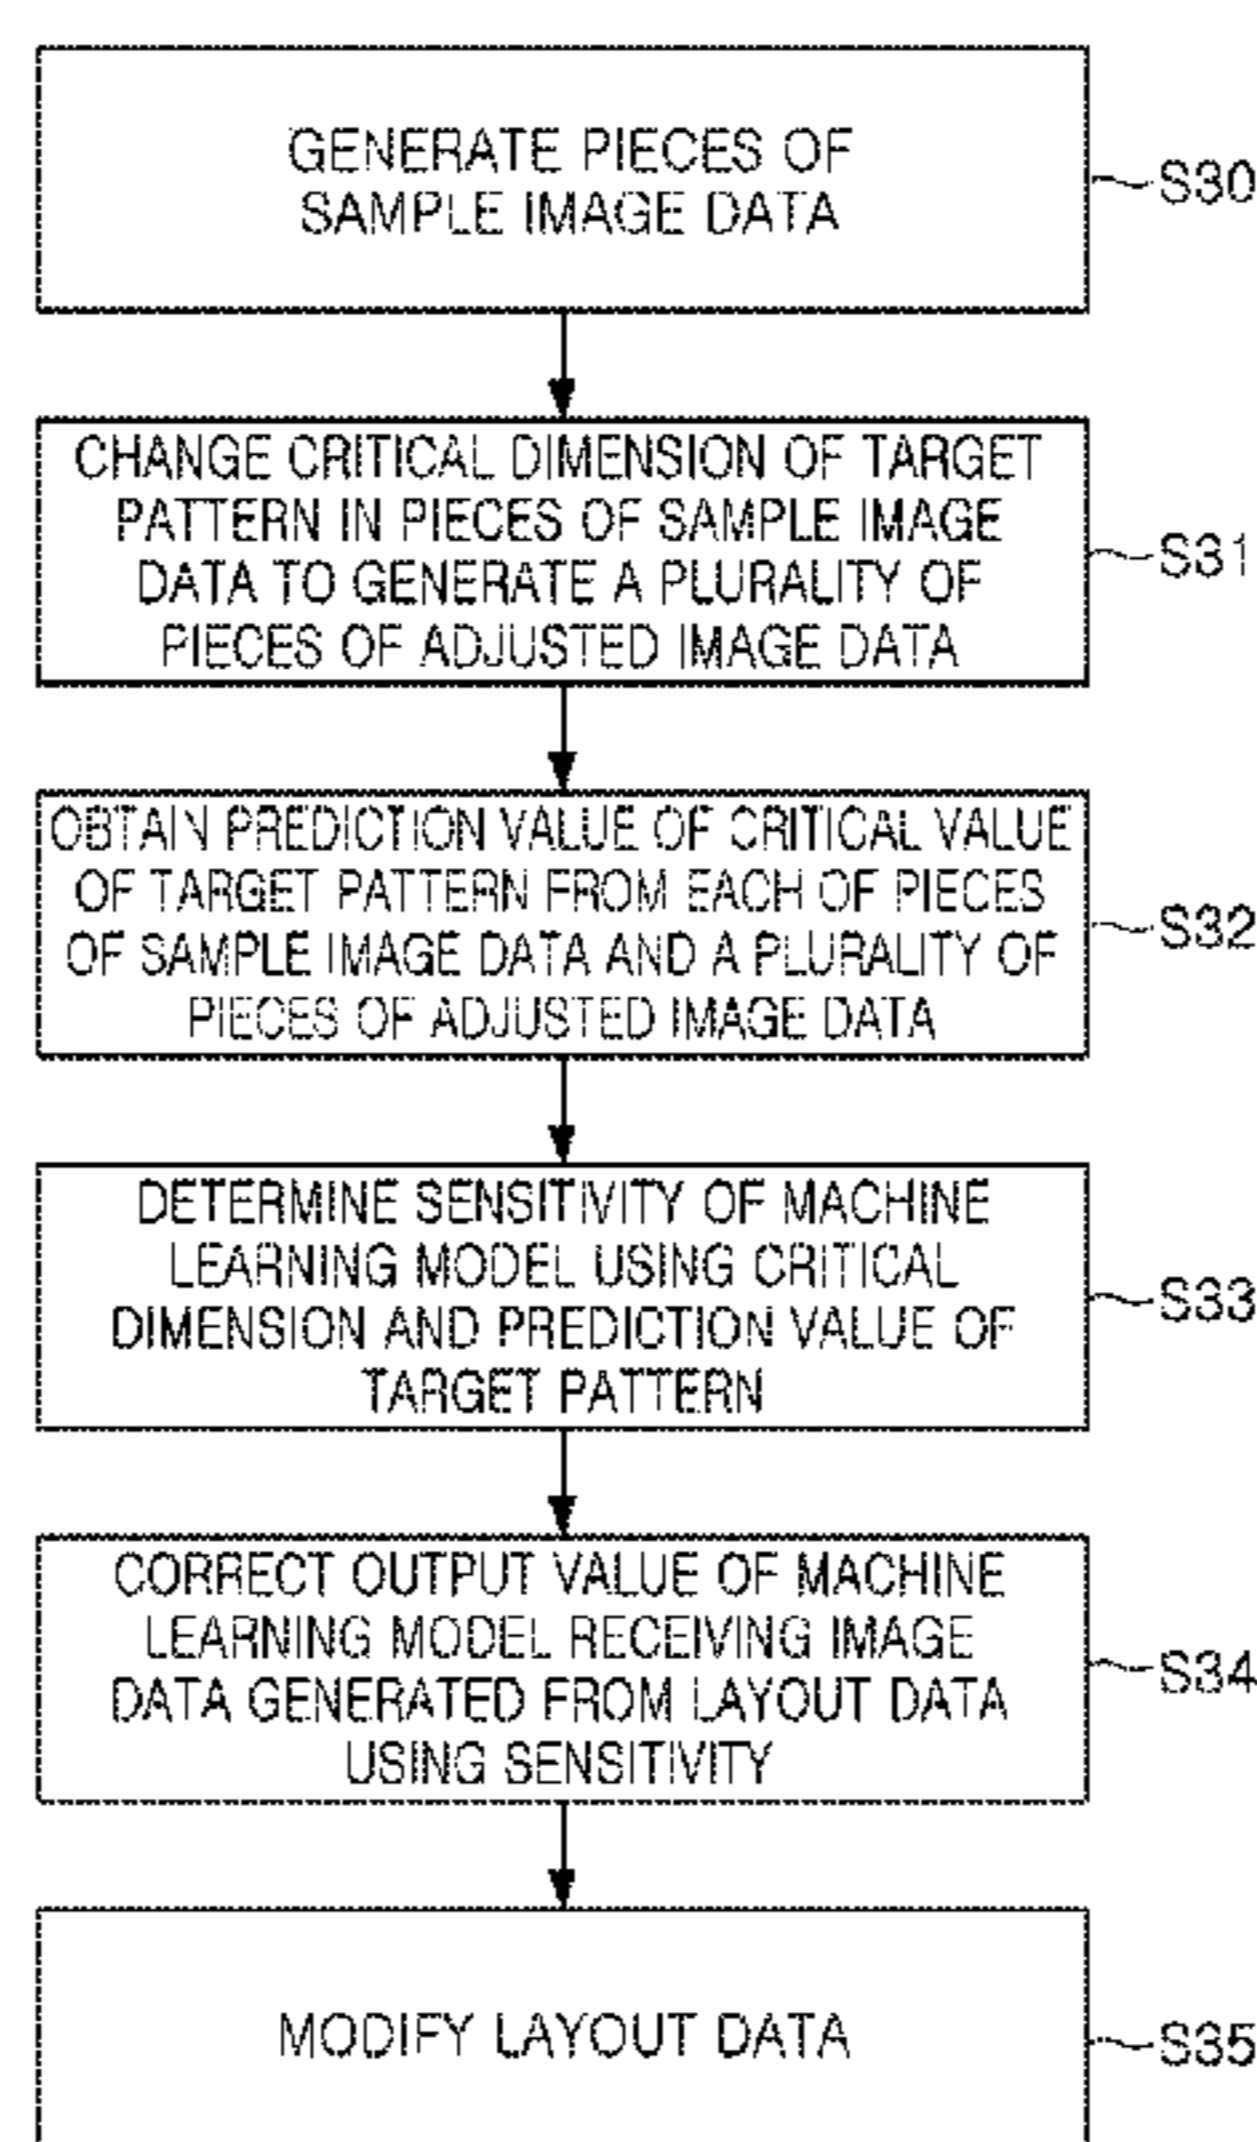 GENERATE PIECES OF
SAMPLE IMAGE DATA
S30
CHANGE CRITICAL DIMENSION OF TARGET
PATTERN IN PIECES OF SAMPLE IMAGE
DATA TO GENERATE A PLURALITY OF
PIECES OF ADJUSTED IMAGE DATA
S31
OBTAIN PREDICTION VALUE OF CRITICAL VALUE
OF TARGET PATTERN FROM EACH OF PIECES
OF SAMPLE IMAGE DATA AND A PLURALITY OF
PIECES OF ADJUSTED IMAGE DATA
S32
DETERMINE SENSITIVITY OF MACHINE
LEARNING MODEL USING CRITICAL
DIMENSION AND PREDICTION VALUE OF
TARGET PATTERN
S33
CORRECT OUTPUT VALUE OF MACHINE
LEARNING MODEL RECEIVING IMAGE
DATA GENERATED FROM LAYOUT DATA
USING SENSITIVITY
S34
MODIFY LAYOUT DATA
S35